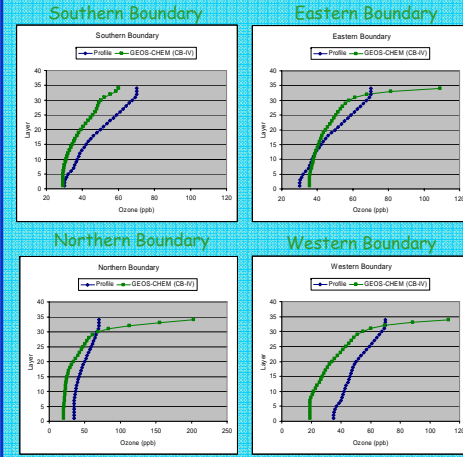 Southern Boundary
Eastern Boundary
Southern Boundary
Profile GEOS-CHEM (CB-IV)
40
35
30
25
20
15
10
5
0
Layer
20 40 60 80 100 120
Ozone (ppb)
Eastern Boundary
Profile GEOS-CHEM (CB-IV)
40
35
30
25
20
15
10
5
0
Layer
20 40 60 80 100 120
Ozone (ppb)
Northern Boundary
Western Boundary
Northern Boundary
Profile GEOS-CHEM (CB-IV)
40
35
30
25
20
15
10
5
0
Layer
0 50 100 150 200 250
Ozone (ppb)
Western Boundary
Profile GEOS-CHEM (CB-IV)
40
35
30
25
20
15
10
5
0
Layer
0 20 40 60 80 100 120
Ozone (ppb)